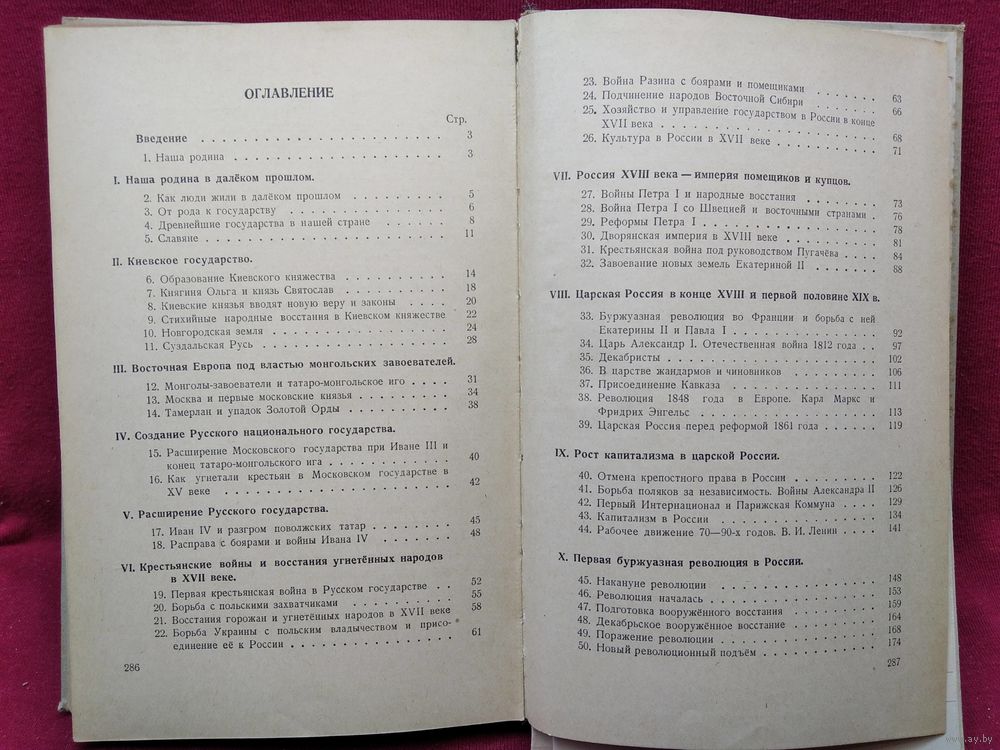 ОГЛАВЛЕНИЕ
Стр.
Введение . . . . . . . . . . . . . . . . . . . 3
1. Наша родина . . . . . . . . . . . . . . . . 3
I. Наша родина в далёком прошлом.
2. Как люди жили в далёком прошлом . . . . . . . 5
3. От рода к государству . . . . . . . . . . . 6
4. Древнейшие государства в нашей стране . . . . . 8
5. Славяне . . . . . . . . . . . . . . . . . . 11
II. Киевское государство.
6. Образование Киевского княжества . . . . . . . 14
7. Княгиня Ольга и князь Святослав . . . . . . . 18
8. Киевские князья вводят новую веру и законы . . . . 20
9. Стихийные народные восстания в Киевском княжестве 22
10. Новгородская земля . . . . . . . . . . . . . 24
11. Суздальская Русь . . . . . . . . . . . . . . 28
III. Восточная Европа под властью монгольских завоевателей.
12. Монголы-завоеватели и татаро-монгольское иго . . . . 31
13. Москва и первые московские князья . . . . . . . 34
14. Тамерлан и упадок Золотой Орды . . . . . . . . 38
IV. Создание Русского национального государства.
15. Расширение Московского государства при Иване III и
конец татаро-монгольского ига . . . . . . . . . 40
16. Как угнетали крестьян в Московском государстве в
XV веке . . . . . . . . . . . . . . . . . 42
V. Расширение Русского государства.
17. Иван IV и разгром поволжских татар . . . . . . . 45
18. Расправа с боярами и войны Ивана IV . . . . . . 48
VI. Крестьянские войны и восстания угнетённых народов
в XVII веке.
19. Первая крестьянская война в Русском государстве . . 52
20. Борьба с польскими захватчиками . . . . . . . . 55
21. Восстания горожан и угнетённых народов в XVII веке 58
22. Борьба Украины с польским владычеством и присо-
единение её к России . . . . . . . . . . . . 61
286
23. Война Разина с боярами и помещиками . . . . . . . 63
24. Подчинение народов Восточной Сибири . . . . . . . 66
25. Хозяйство и управление государством в России в конце
XVII века . . . . . . . . . . . . . . . . 68
26. Культура в России в XVII веке . . . . . . . . . 71
VII. Россия XVIII века — империя помещиков и купцов.
27. Войны Петра I и народные восстания . . . . . . . 73
28. Война Петра I со Швецией и восточными странами . 76
29. Реформы Петра I . . . . . . . . . . . . . . 78
30. Дворянская империя в XVIII веке . . . . . . . . 81
31. Крестьянская война под руководством Пугачёва . . . . 84
32. Завоевание новых земель Екатериной II . . . . . . 88
VIII. Царская Россия в конце XVIII и первой половине XIX в.
33. Буржуазная революция во Франции и борьба с ней
Екатерины II и Павла I . . . . . . . . . . . 92
34. Царь Александр I. Отечественная война 1812 года . . 97
35. Декабристы . . . . . . . . . . . . . . . . 102
36. В царстве жандармов и чиновников . . . . . . . . 106
37. Присоединение Кавказа . . . . . . . . . . . . 111
38. Революция 1848 года в Европе. Карл Маркс и
Фридрих Энгельс . . . . . . . . . . . . . . 113
39. Царская Россия перед реформой 1861 года . . . . . 119
IX. Рост капитализма в царской России.
40. Отмена крепостного права в России . . . . . . . . 122
41. Борьба поляков за независимость. Войны Александра II 126
42. Первый Интернационал и Парижская Коммуна . . . . 129
43. Капитализм в России . . . . . . . . . . . . . 134
44. Рабочее движение 70—90-х годов. В. И. Ленин . . . . 141
X. Первая буржуазная революция в России.
45. Накануне революции . . . . . . . . . . . . . 148
46. Революция началась . . . . . . . . . . . . . 153
47. Подготовка вооружённого восстания . . . . . . . . 159
48. Декабрьское вооружённое восстание . . . . . . . . 164
49. Поражение революции . . . . . . . . . . . . . 168
50. Новый революционный подъём . . . . . . . . . . 174
287
www.ay.by